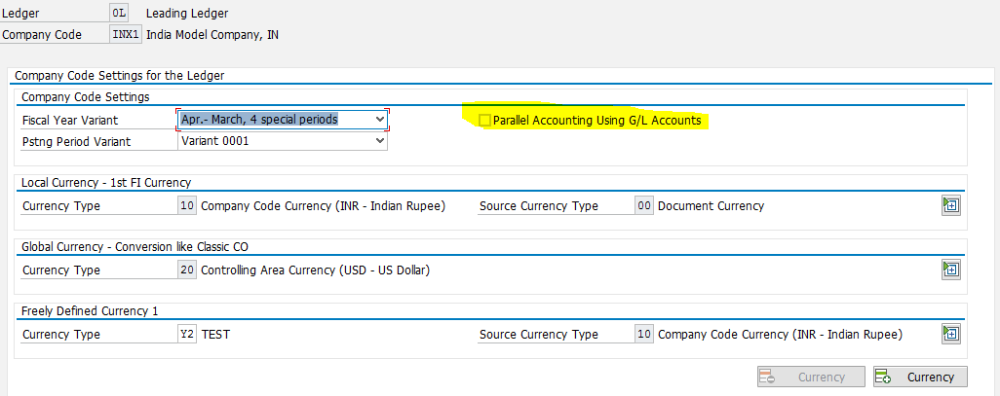 Ledger 0L Leading Ledger
Company Code INX1 India Model Company, IN
Company Code Settings for the Ledger
Company Code Settings
Fiscal Year Variant Apr.- March, 4 special periods Parallel Accounting Using G/L Accounts
Pstng Period Variant Variant 0001
Local Currency - 1st FI Currency
Currency Type 10 Company Code Currency (INR - Indian Rupee) Source Currency Type 00 Document Currency
Global Currency - Conversion like Classic CO
Currency Type 20 Controlling Area Currency (USD - US Dollar)
Freely Defined Currency 1
Currency Type Y2 TEST Source Currency Type 10 Company Code Currency (INR - Indian Rupee)
Currency Currency